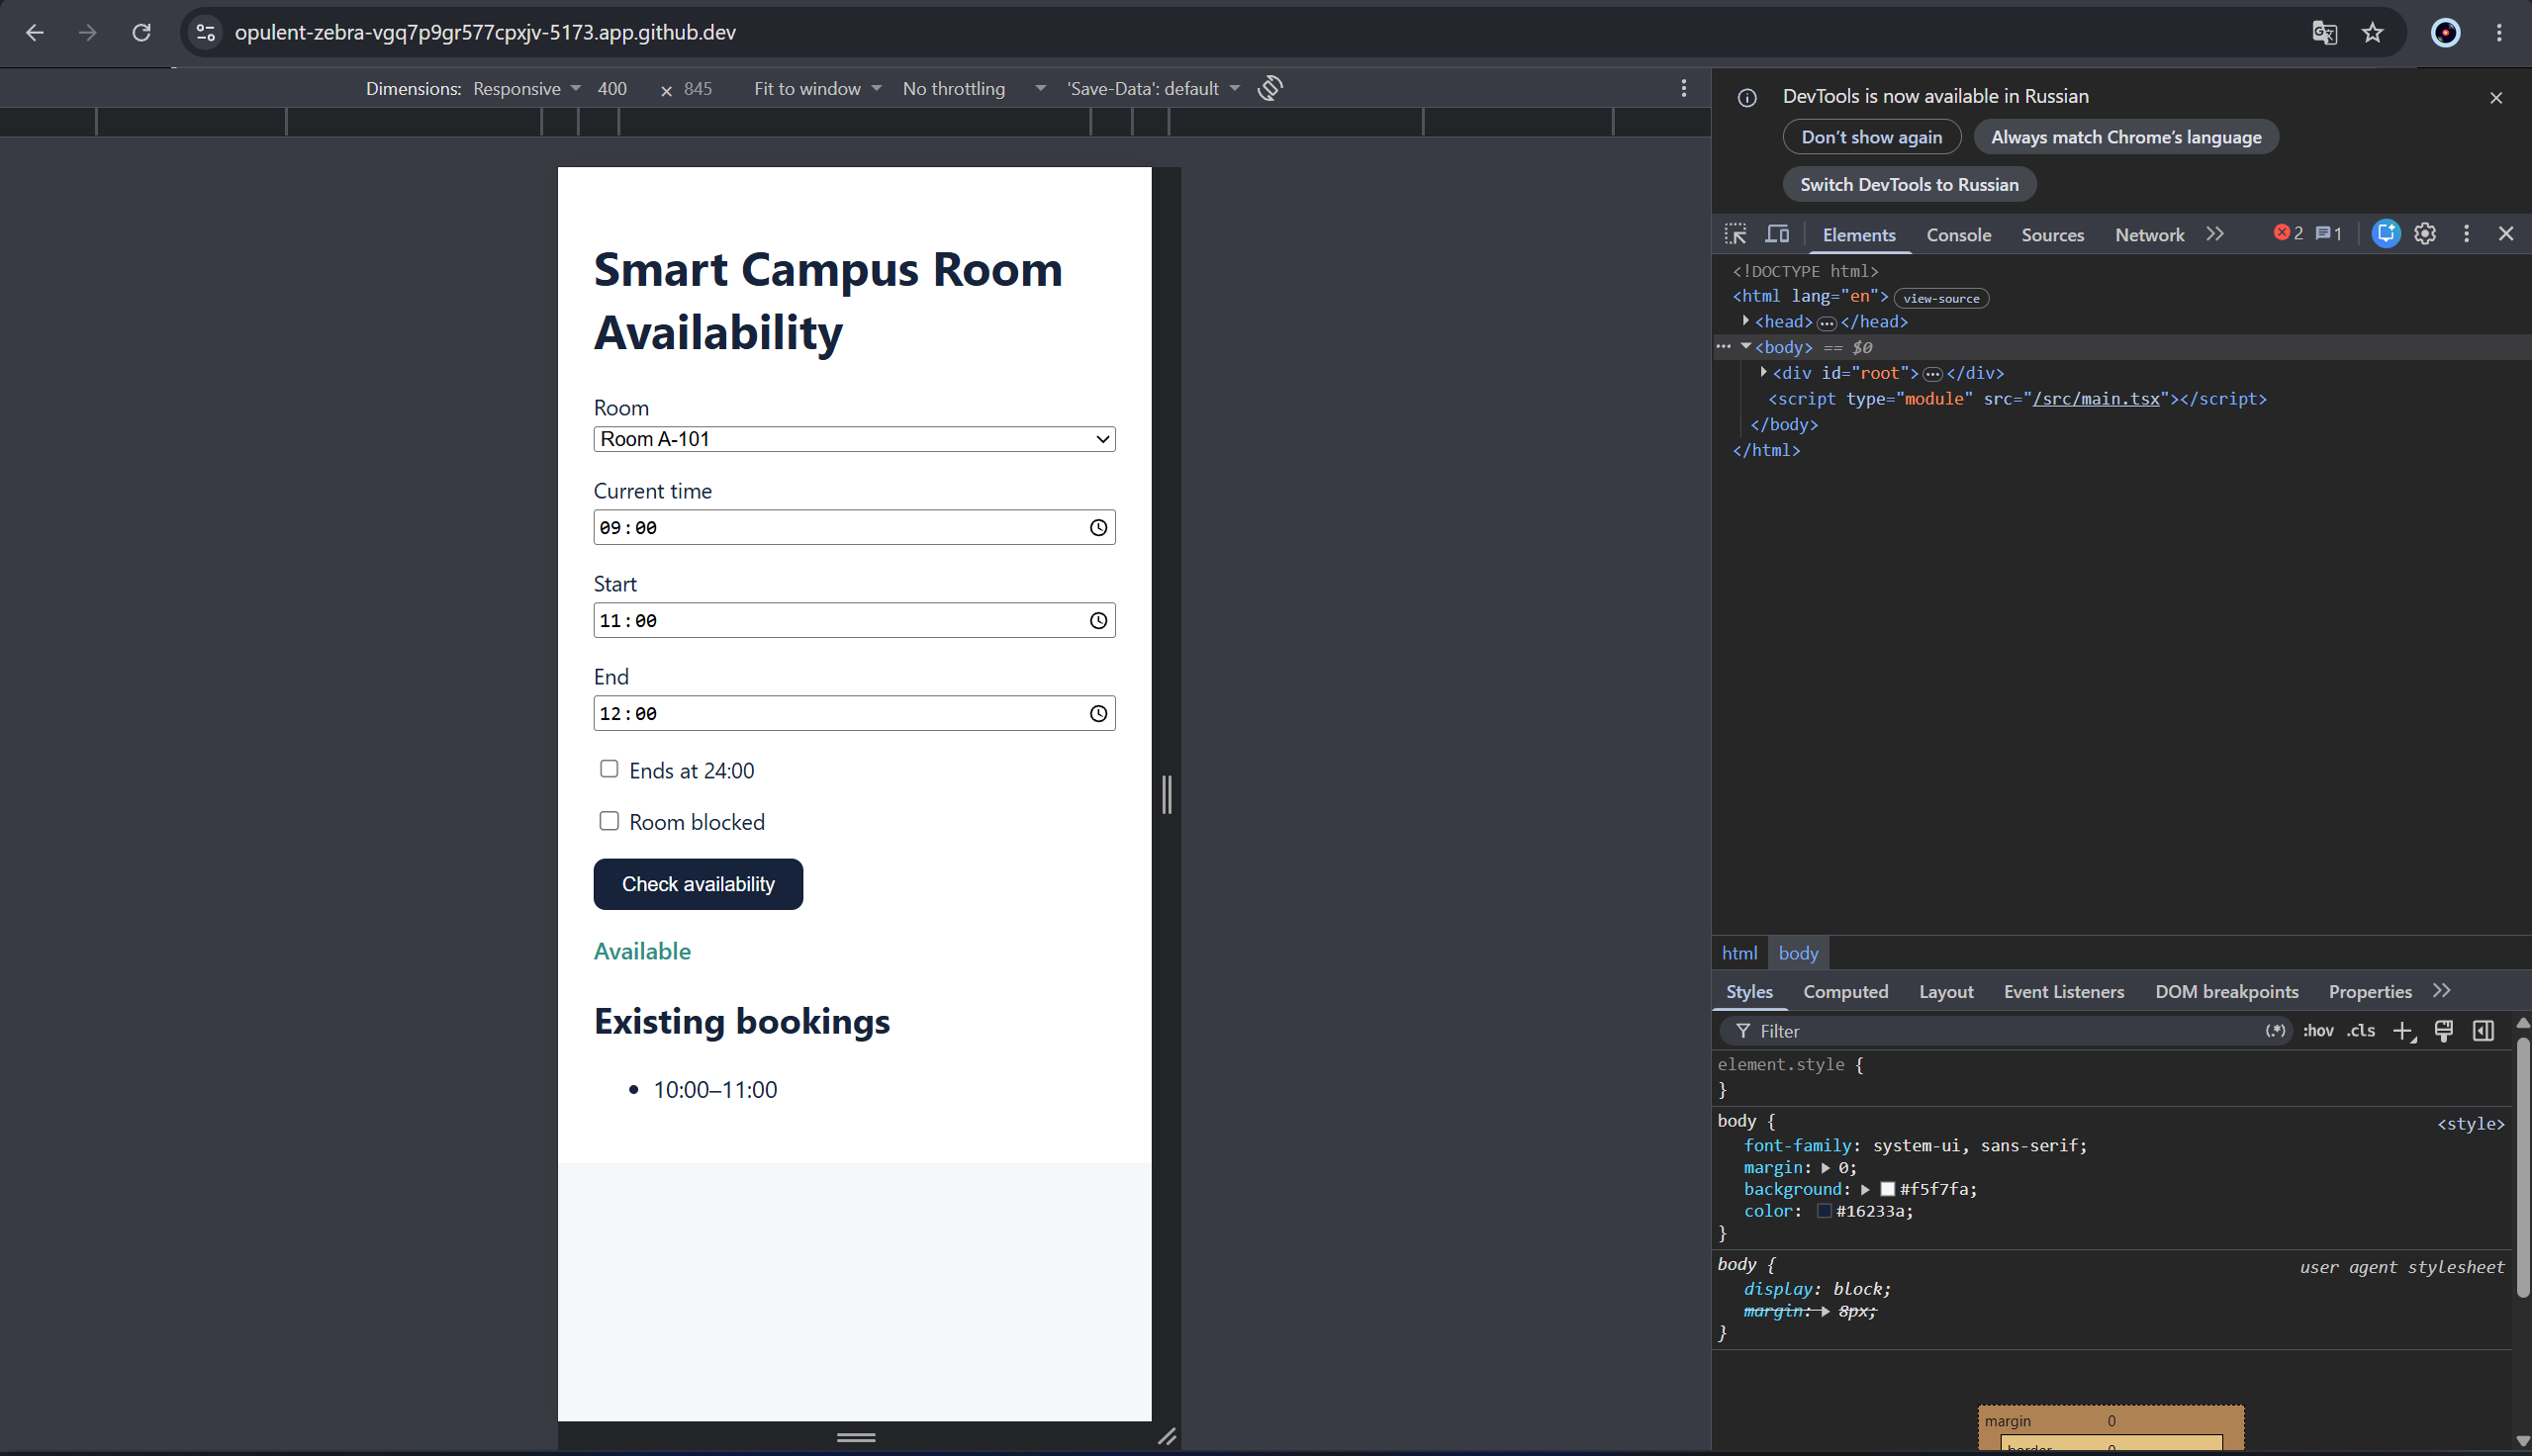 opulent-zebra-vgq7p9gr577cpxjv-5173.app.github.dev
Dimensions: Responsive 400 × 845 Fit to window No throttling 'Save-Data': default
Smart Campus Room
Availability
Room
Room A-101
Current time
09:00
Start
11:00
End
12:00
Ends at 24:00
Room blocked
Check availability
Available
Existing bookings
• 10:00–11:00
DevTools is now available in Russian
Don't show again Always match Chrome's language
Switch DevTools to Russian
Elements Console Sources Network 2 1
<!DOCTYPE html>
<html lang="en"> view-source
<head> ••• </head>
••• <body> == $0
<div id="root"> ••• </div>
<script type="module" src="/src/main.tsx"></script>
</body>
</html>
html body
Styles Computed Layout Event Listeners DOM breakpoints Properties
Filter (.*) :hov .cls
element.style {
}
body { <style>
font-family: system-ui, sans-serif;
margin: 0;
background: #f5f7fa;
color: #16233a;
}
body { user agent stylesheet
display: block;
margin: 8px;
}
margin 0